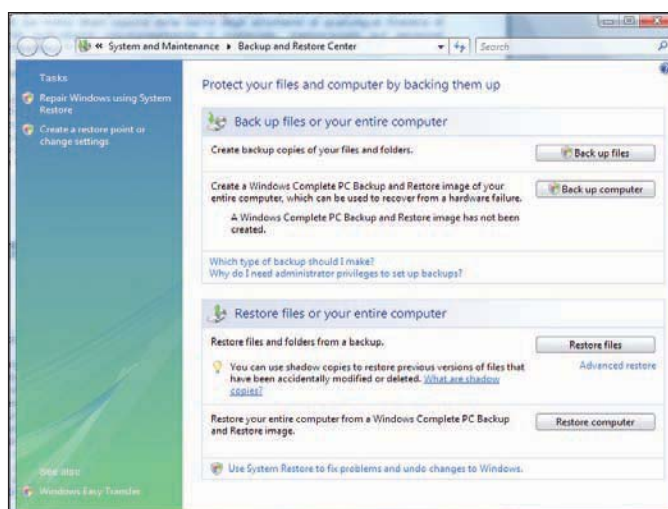 « System and Maintenance ▸ Backup and Restore Center
Search
Tasks
Repair Windows using System
Restore
Create a restore point or
change settings
See also
Windows Easy Transfer
Protect your files and computer by backing them up
Back up files or your entire computer
Create backup copies of your files and folders.
Back up files
Create a Windows Complete PC Backup and Restore image of your
entire computer, which can be used to recover from a hardware failure.
Back up computer
A Windows Complete PC Backup and Restore image has not been
created.
Which type of backup should I make?
Why do I need administrator privileges to set up backups?
Restore files or your entire computer
Restore files and folders from a backup.
Restore files
You can use shadow copies to restore previous versions of files that
have been accidentally modified or deleted. What are shadow
copies?
Advanced restore
Restore your entire computer from a Windows Complete PC Backup
and Restore image.
Restore computer
Use System Restore to fix problems and undo changes to Windows.